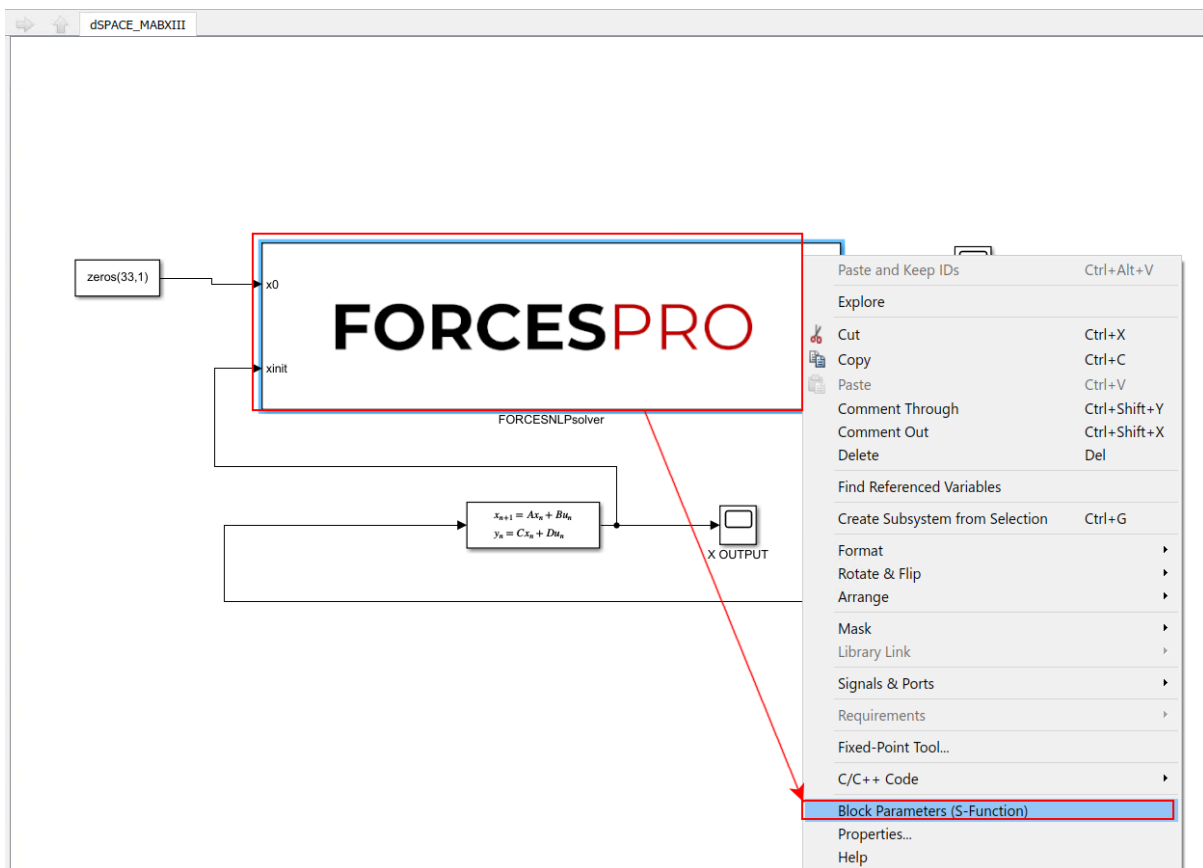 dSPACE_MABXIII
zeros(33,1)
x0
xinit
FORCESPRO
FORCESNLPsolver
xₙ₊₁ = Axₙ + Buₙ
yₙ = Cxₙ + Duₙ
X OUTPUT
Paste and Keep IDs Ctrl+Alt+V
Explore
Cut Ctrl+X
Copy Ctrl+C
Paste Ctrl+V
Comment Through Ctrl+Shift+Y
Comment Out Ctrl+Shift+X
Delete Del
Find Referenced Variables
Create Subsystem from Selection Ctrl+G
Format
Rotate & Flip
Arrange
Mask
Library Link
Signals & Ports
Requirements
Fixed-Point Tool...
C/C++ Code
Block Parameters (S-Function)
Properties...
Help